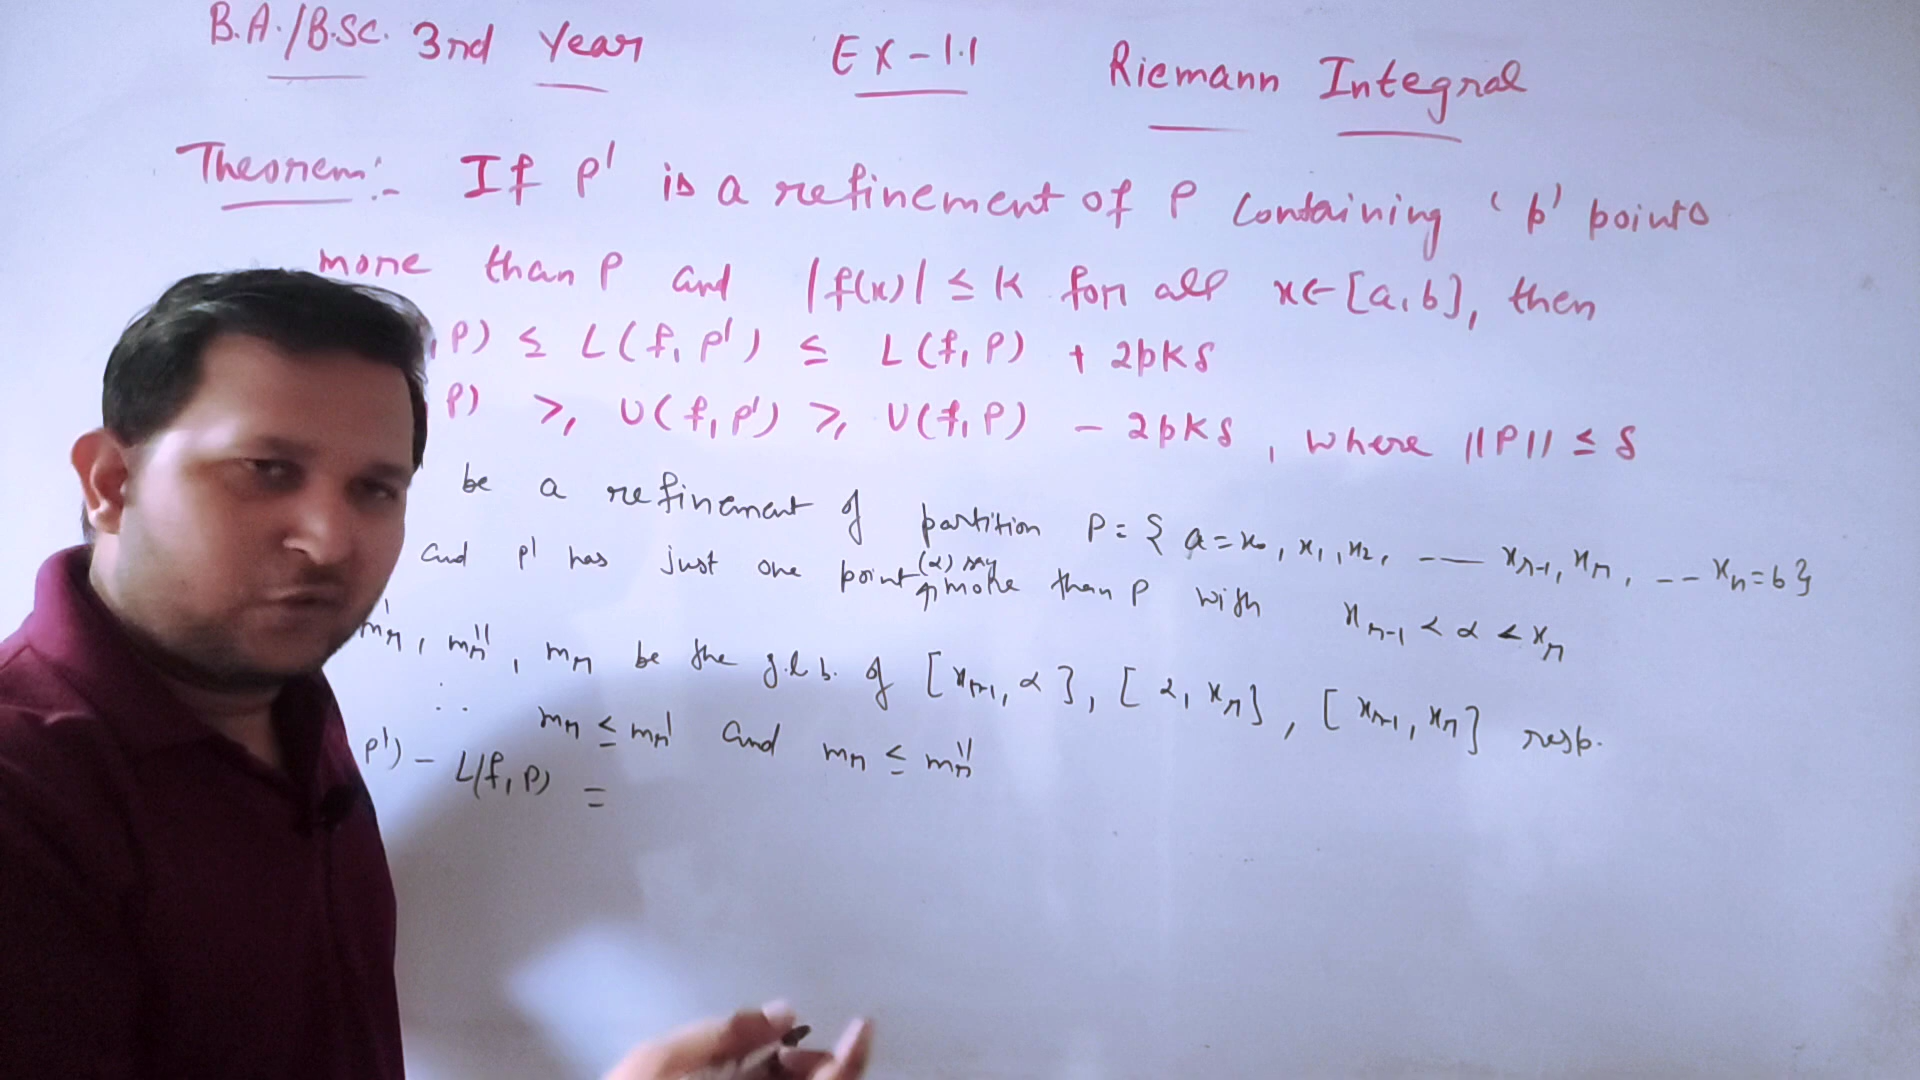 B.A./B.Sc. 3rd Year EX-1.1 Riemann Integral
Theorem:- If P' is a refinement of P containing 'p' points
more than P and |f(x)| ≤ K for all x∈[a,b], then
, P) ≤ L(f, P') ≤ L(f, P) + 2pKδ
, P) ≥, U(f, P') ≥, U(f, P) - 2pKδ, where ||P|| ≤ δ
be a refinement of partition P = { a = x₀, x₁, x₂, --- xᵣ₋₁, xᵣ, -- xₙ = b }
and P' has just one point (α) say more than P with xᵣ₋₁ < α < xᵣ
mᵣ', mᵣ'', mᵣ be the g.l.b. of [xᵣ₋₁, α], [α, xᵣ], [xᵣ₋₁, xᵣ] resp.
∴ mᵣ ≤ mᵣ' and mᵣ ≤ mᵣ''
P') - L(f, P) =